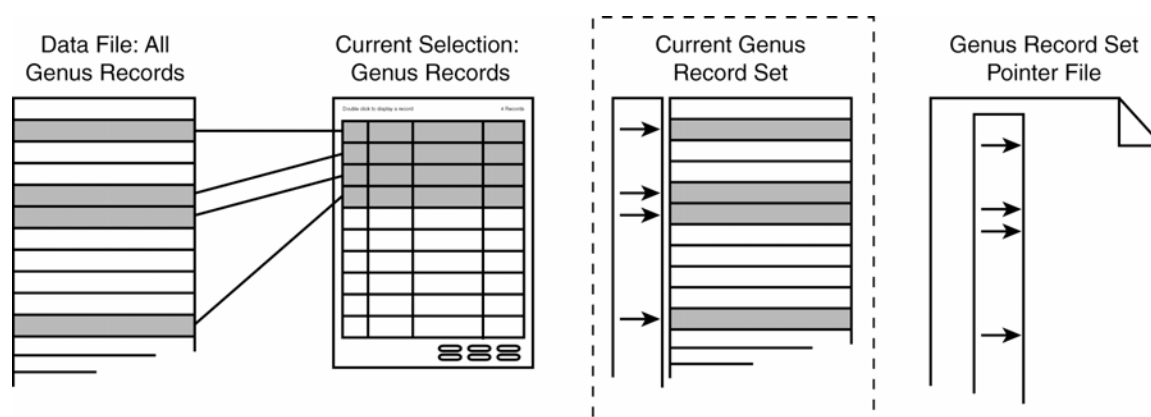 Data File: All
Genus Records
Current Selection:
Genus Records
Current Genus
Record Set
Genus Record Set
Pointer File
Double click to display a record
4 Records